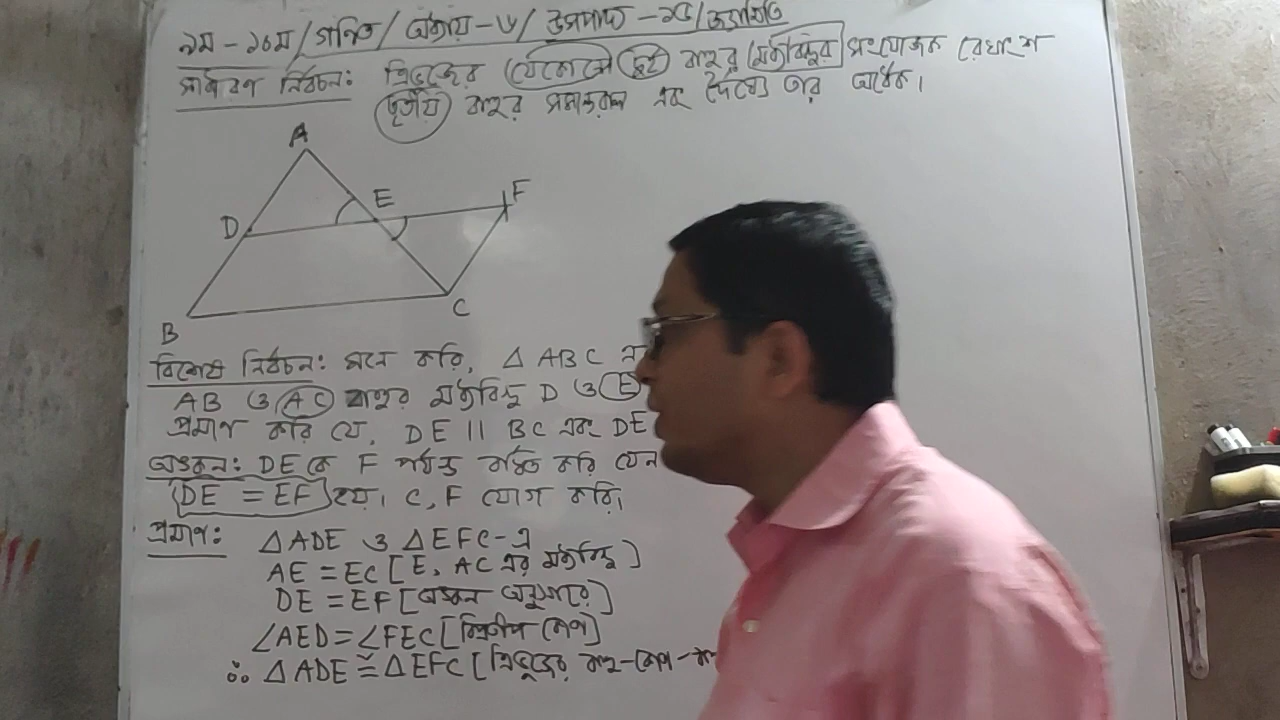 ৯ম - ১০ম / গণিত / অধ্যায় - ৬ / উপপাদ্য - ১৫ / জ্যামিতি
সাধারণ নির্বচন: ত্রিভুজের যেকোনো দুই বাহুর মধ্যবিন্দুর সংযোজক রেখাংশ
তৃতীয় বাহুর সমান্তরাল এবং দৈর্ঘ্যে তার অর্ধেক।
A
D
E
F
B
C
বিশেষ নির্বচন: মনে করি, Δ ABC এ
AB ও AC বাহুর মধ্যবিন্দু D ও E
প্রমাণ করি যে, DE || BC এবং DE
অঙ্কন: DE কে F পর্যন্ত বর্ধিত করি যেন
DE = EF হয়। C, F যোগ করি।
প্রমাণ: Δ ADE ও Δ EFC - এ
AE = EC [ E, AC এর মধ্যবিন্দু ]
DE = EF [ অঙ্কন অনুসারে ]
∠AED = ∠FEC [ বিপ্রতীপ কোণ ]
∴ Δ ADE ≅ Δ EFC [ ত্রিভুজের বাহু - কোণ -